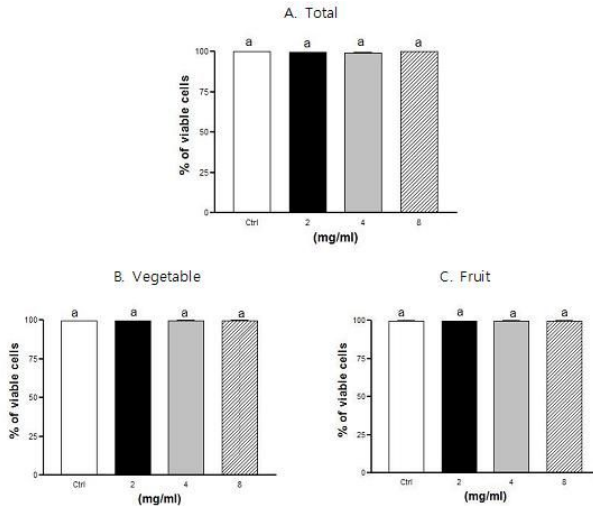 A. Total
a a a a
100
75
50
25
0
% of viable cells
Ctrl 2 4 8
(mg/ml)
B. Vegetable
a a a a
100
75
50
25
0
% of viable cells
Ctrl 2 4 8
(mg/ml)
C. Fruit
a a a a
100
75
50
25
0
% of viable cells
Ctrl 2 4 8
(mg/ml)